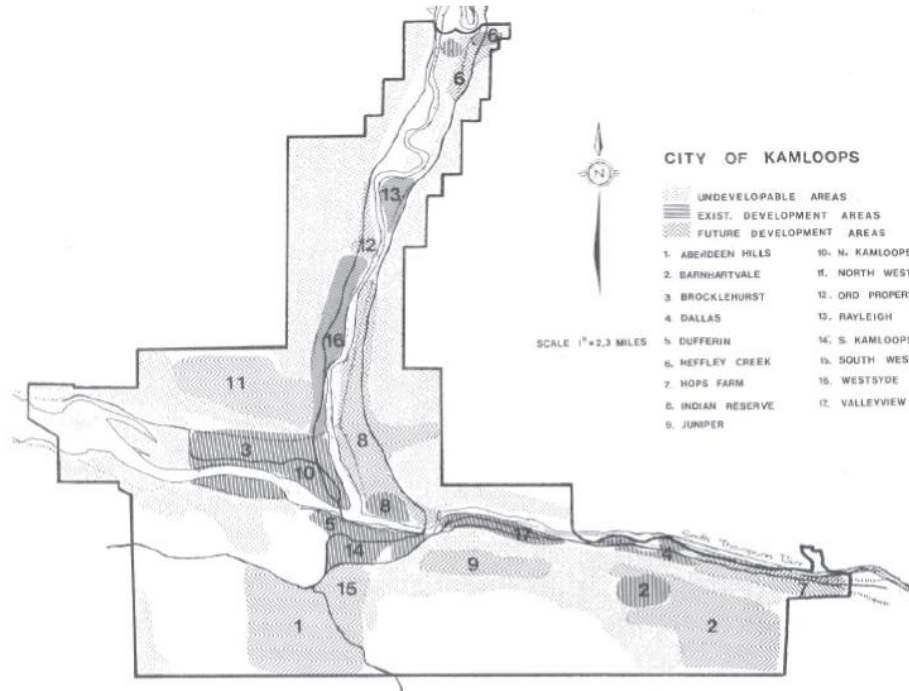 6
6
N
CITY OF KAMLOOPS
UNDEVELOPABLE AREAS
EXIST. DEVELOPMENT AREAS
FUTURE DEVELOPMENT AREAS
1. ABERDEEN HILLS
2. BARNHARTVALE
3 BROCKLEHURST
4 DALLAS
5. DUFFERIN
6. HEFFLEY CREEK
7. HOPS FARM
6. INDIAN RESERVE
9. JUNIPER
10. N. KAMLOOPS
11. NORTH WEST
12. ORD PROPERT
13. RAYLEIGH
14. S. KAMLOOPS
15. SOUTH WEST
16. WESTSYDE
17. VALLEYVIEW
SCALE 1"=2,3 MILES
13
12
16
11
3
10
8
8
5
14
17
South Thompson River
4
9
2
7
15
1
2